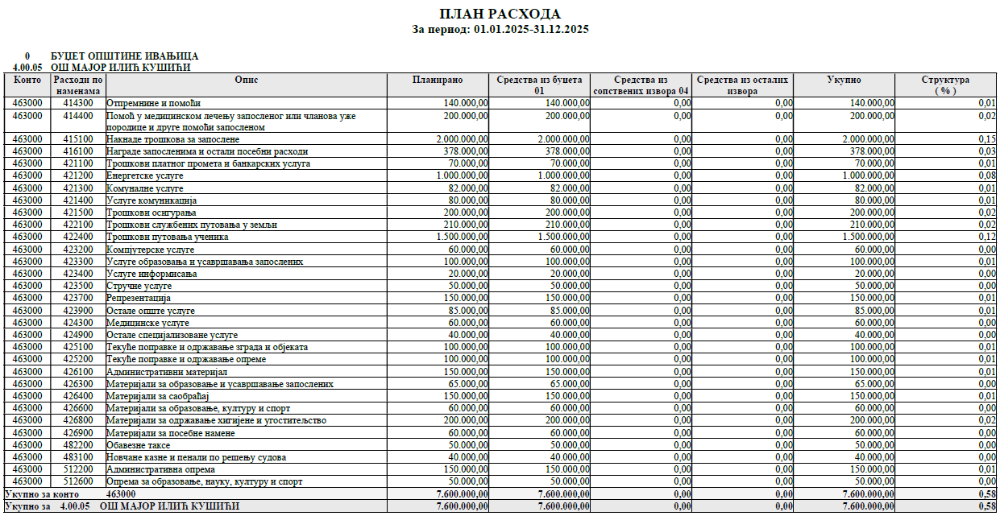 ПЛАН РАСХОДА
За период: 01.01.2025-31.12.2025
0 БУЏЕТ ОПШТИНЕ ИВАЊИЦА
4.00.05 ОШ МАЈОР ИЛИЋ КУШИЋИ
Конто Расходи по наменама Опис Планирано Средства из буџета 01 Средства из сопствених извора 04 Средства из осталих извора Укупно Структура ( % )
463000 414300 Отпремнине и помоћи 140.000,00 140.000,00 0,00 0,00 140.000,00 0,01
463000 414400 Помоћ у медицинском лечењу запосленог или чланова уже 200.000,00 200.000,00 0,00 0,00 200.000,00 0,02
породице и друге помоћи запосленом
463000 415100 Накнаде трошкова за запослене 2.000.000,00 2.000.000,00 0,00 0,00 2.000.000,00 0,15
463000 416100 Награде запосленима и остали посебни расходи 378.000,00 378.000,00 0,00 0,00 378.000,00 0,03
463000 421100 Трошкови платног промета и банкарских услуга 70.000,00 70.000,00 0,00 0,00 70.000,00 0,01
463000 421200 Енергетске услуге 1.000.000,00 1.000.000,00 0,00 0,00 1.000.000,00 0,08
463000 421300 Комуналне услуге 82.000,00 82.000,00 0,00 0,00 82.000,00 0,01
463000 421400 Услуге комуникација 80.000,00 80.000,00 0,00 0,00 80.000,00 0,01
463000 421500 Трошкови осигурања 200.000,00 200.000,00 0,00 0,00 200.000,00 0,02
463000 422100 Трошкови службених путовања у земљи 210.000,00 210.000,00 0,00 0,00 210.000,00 0,02
463000 422400 Трошкови путовања ученика 1.500.000,00 1.500.000,00 0,00 0,00 1.500.000,00 0,12
463000 423200 Компјутерске услуге 60.000,00 60.000,00 0,00 0,00 60.000,00 0,00
463000 423300 Услуге образовања и усавршавања запослених 100.000,00 100.000,00 0,00 0,00 100.000,00 0,01
463000 423400 Услуге информисања 20.000,00 20.000,00 0,00 0,00 20.000,00 0,00
463000 423500 Стручне услуге 50.000,00 50.000,00 0,00 0,00 50.000,00 0,00
463000 423700 Репрезентација 150.000,00 150.000,00 0,00 0,00 150.000,00 0,01
463000 423900 Остале опште услуге 85.000,00 85.000,00 0,00 0,00 85.000,00 0,01
463000 424300 Медицинске услуге 60.000,00 60.000,00 0,00 0,00 60.000,00 0,00
463000 424900 Остале специјализоване услуге 40.000,00 40.000,00 0,00 0,00 40.000,00 0,00
463000 425100 Текуће поправке и одржавање зграда и објеката 100.000,00 100.000,00 0,00 0,00 100.000,00 0,01
463000 425200 Текуће поправке и одржавање опреме 100.000,00 100.000,00 0,00 0,00 100.000,00 0,01
463000 426100 Административни материјал 150.000,00 150.000,00 0,00 0,00 150.000,00 0,01
463000 426300 Материјали за образовање и усавршавање запослених 65.000,00 65.000,00 0,00 0,00 65.000,00 0,00
463000 426400 Материјали за саобраћај 150.000,00 150.000,00 0,00 0,00 150.000,00 0,01
463000 426600 Материјали за образовање, културу и спорт 60.000,00 60.000,00 0,00 0,00 60.000,00 0,00
463000 426800 Материјали за одржавање хигијене и угоститељство 200.000,00 200.000,00 0,00 0,00 200.000,00 0,02
463000 426900 Материјали за посебне намене 60.000,00 60.000,00 0,00 0,00 60.000,00 0,00
463000 482200 Обавезне таксе 50.000,00 50.000,00 0,00 0,00 50.000,00 0,00
463000 483100 Новчане казне и пенали по решењу судова 40.000,00 40.000,00 0,00 0,00 40.000,00 0,00
463000 512200 Административна опрема 150.000,00 150.000,00 0,00 0,00 150.000,00 0,01
463000 512600 Опрема за образовање, науку, културу и спорт 50.000,00 50.000,00 0,00 0,00 50.000,00 0,00
Укупно за конто 463000 7.600.000,00 7.600.000,00 0,00 0,00 7.600.000,00 0,58
Укупно за 4.00.05 ОШ МАЈОР ИЛИЋ КУШИЋИ 7.600.000,00 7.600.000,00 0,00 0,00 7.600.000,00 0,58